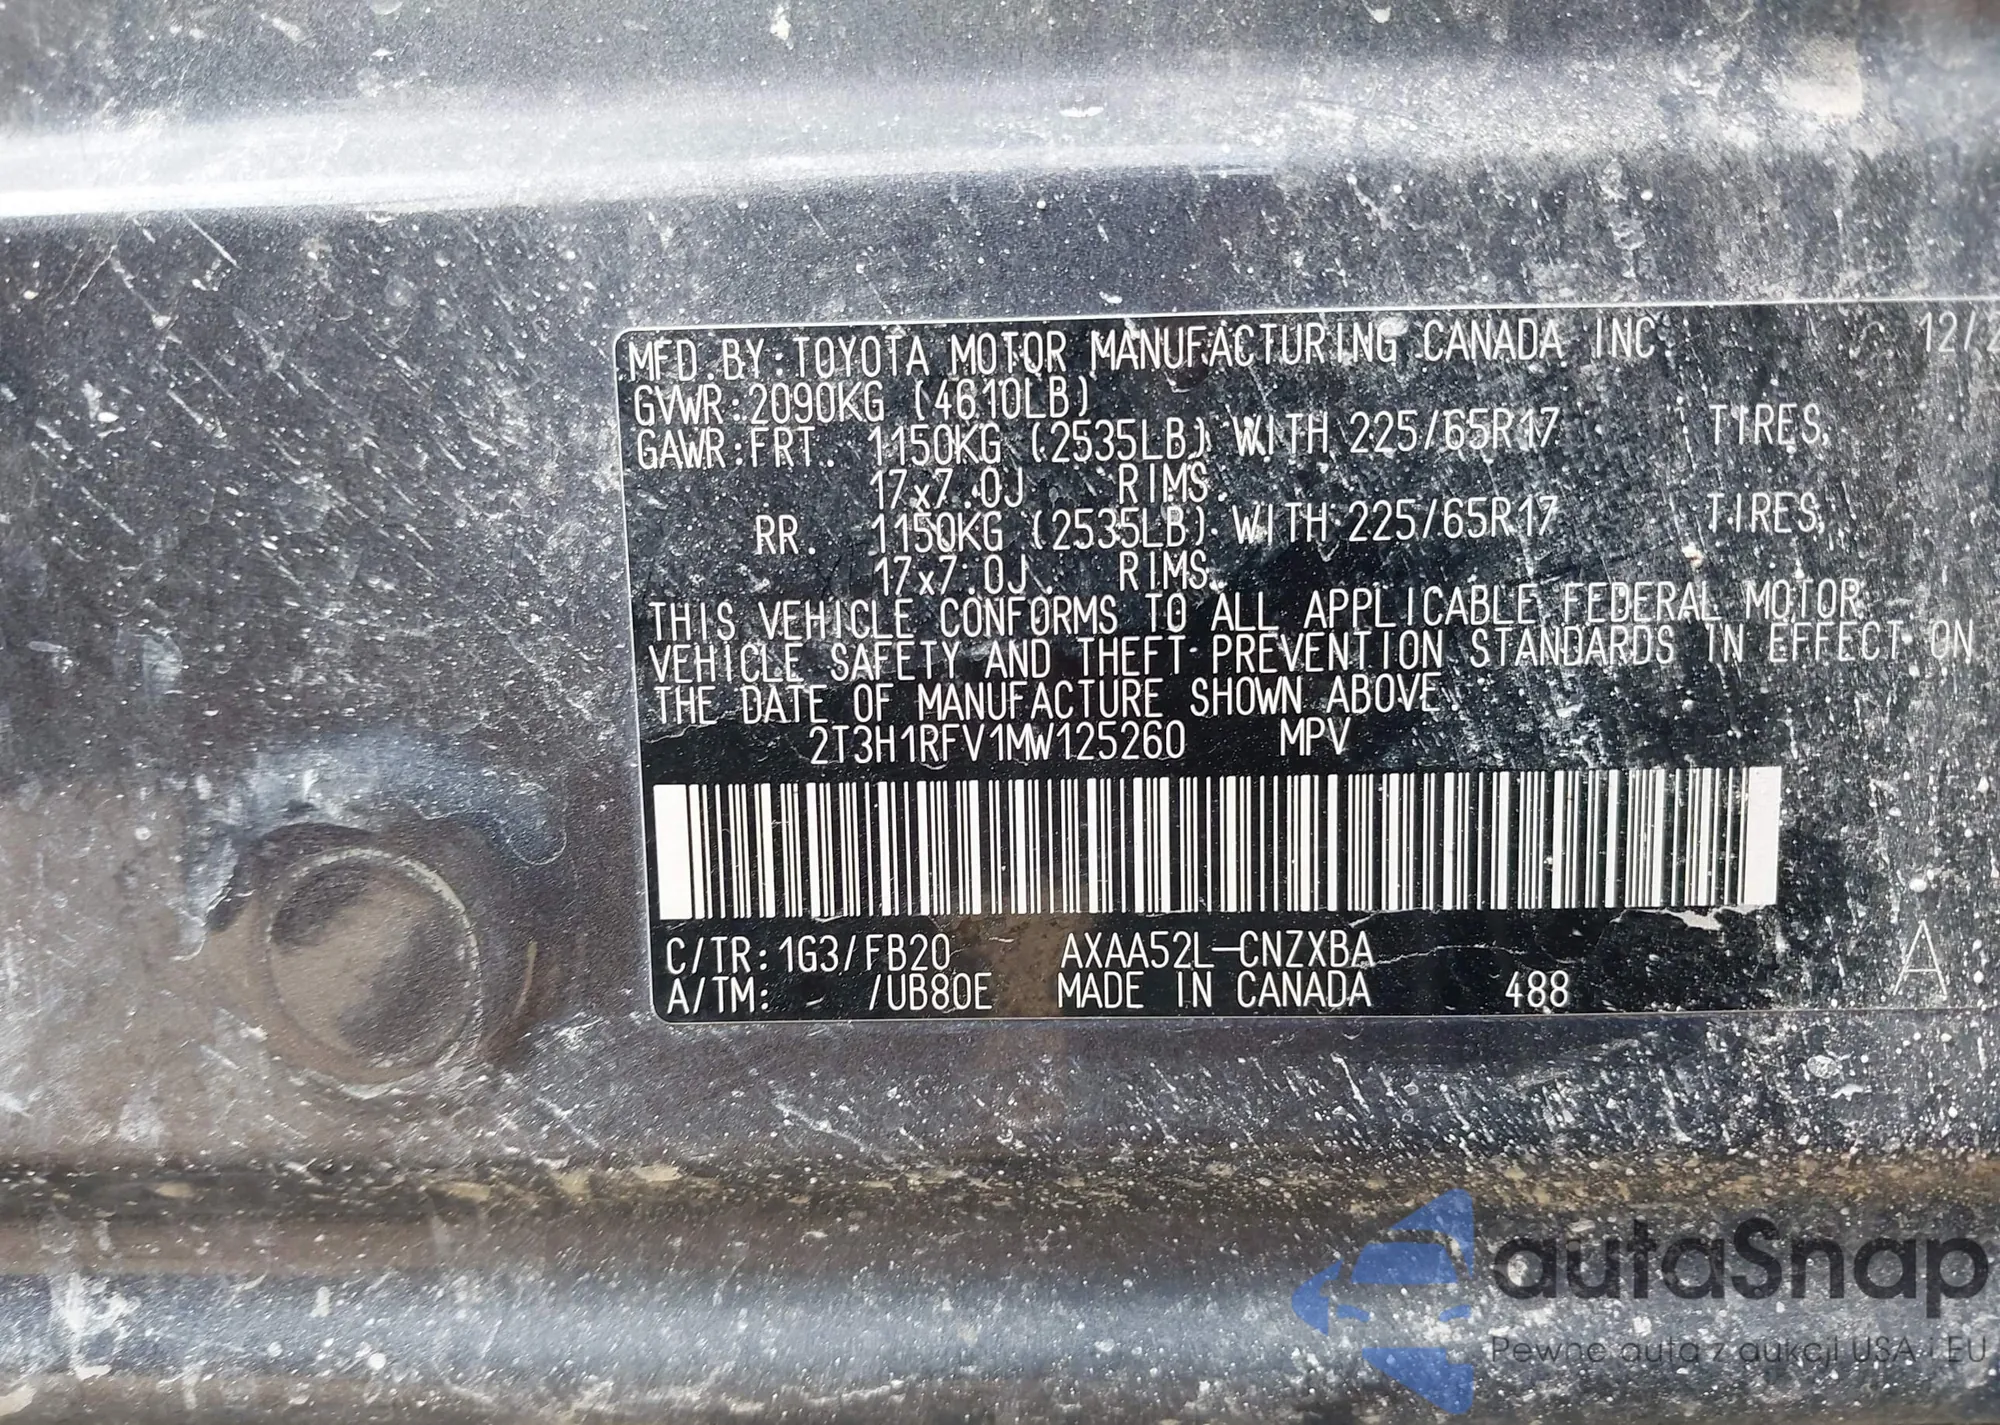 MFD.BY:TOYOTA MOTOR MANUFACTURING CANADA INC 12/2
GVWR:2090KG (4610LB)
GAWR:FRT. 1150KG (2535LB) WITH 225/65R17 TIRES,
17x7.0J RIMS.
RR. 1150KG (2535LB) WITH 225/65R17 TIRES,
17x7.0J RIMS.
THIS VEHICLE CONFORMS TO ALL APPLICABLE FEDERAL MOTOR
VEHICLE SAFETY AND THEFT PREVENTION STANDARDS IN EFFECT ON
THE DATE OF MANUFACTURE SHOWN ABOVE.
2T3H1RFV1MW125260 MPV
C/TR:1G3/FB20 AXAA52L-CNZXBA
A/TM: - /UB80E MADE IN CANADA 488 A
autaSnap
Pewne auta z aukcji USA i EU